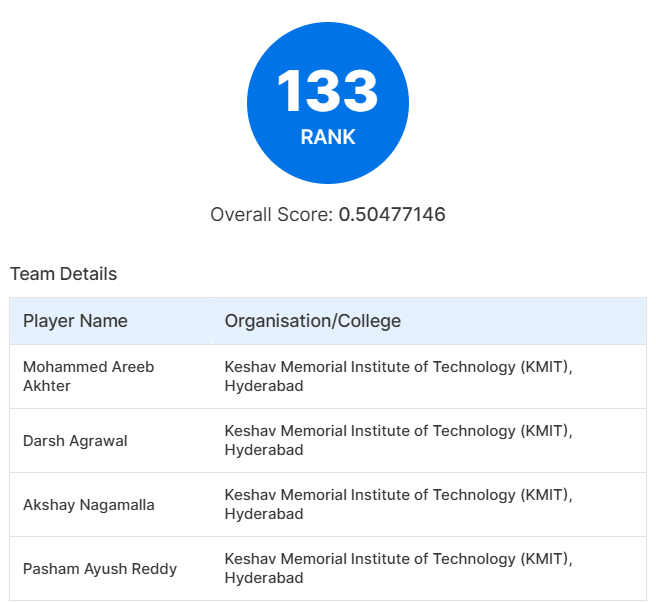 133
RANK
Overall Score: 0.50477146
Team Details
Player Name Organisation/College
Mohammed Areeb
Akhter
Keshav Memorial Institute of Technology (KMIT),
Hyderabad
Darsh Agrawal
Keshav Memorial Institute of Technology (KMIT),
Hyderabad
Akshay Nagamalla
Keshav Memorial Institute of Technology (KMIT),
Hyderabad
Pasham Ayush Reddy
Keshav Memorial Institute of Technology (KMIT),
Hyderabad